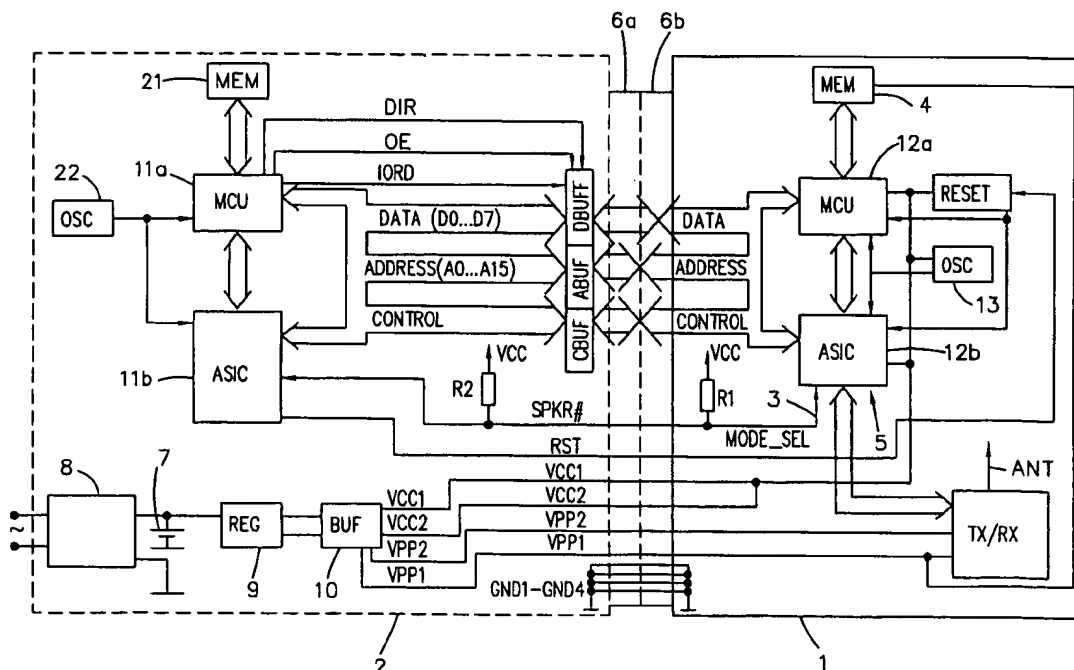 6a 6b
21 MEM
MEM 4
DIR
OE
IORD
22 11a 12a
OSC MCU DBUFF MCU RESET
DATA (D0...D7) DATA
ADDRESS(A0...A15) ABUF ADDRESS
OSC
13
CONTROL CBUF CONTROL
11b ASIC ASIC 12b
VCC VCC
R2 R1
SPKR# 3
MODE_SEL 5
RST
ANT
8 7 VCC1 VCC1
VCC2 VCC2
~ REG BUF VPP2 VPP2 TX/RX
9 10 VPP1 VPP1
GND1-GND4
2 1